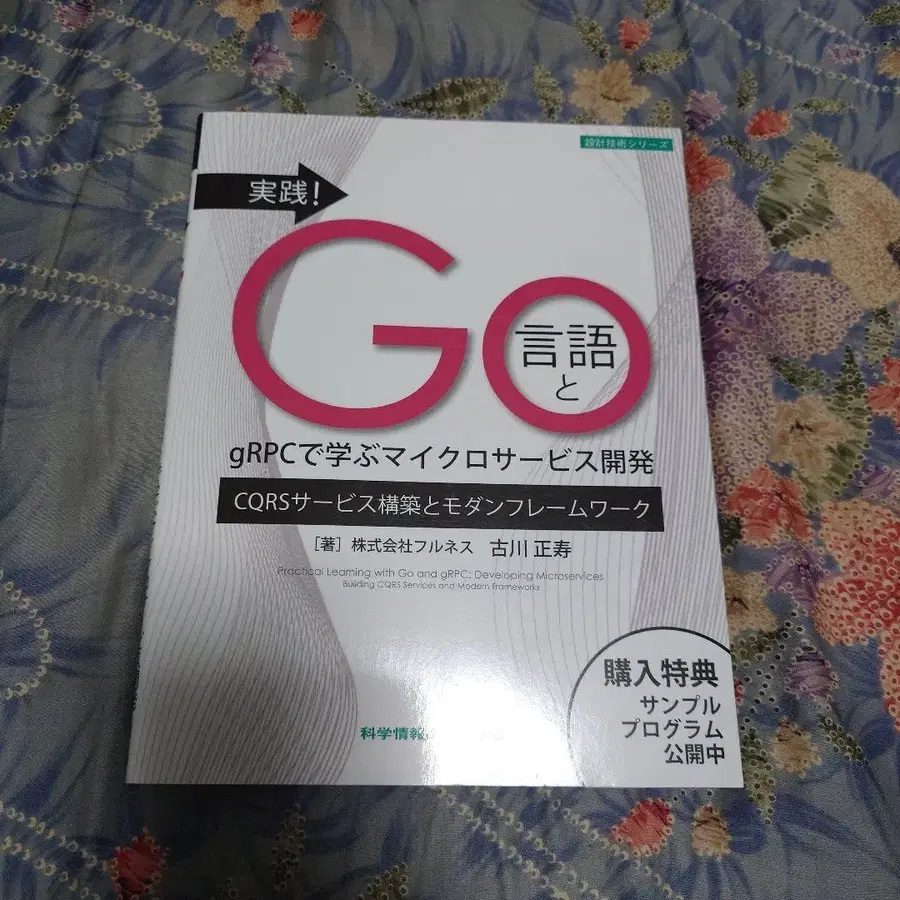 設計技術シリーズ
実践!
Go
言語
と
gRPCで学ぶマイクロサービス開発
CQRSサービス構築とモダンフレームワーク
［著］株式会社フルネス 古川 正寿
Practical Learning with Go and gRPC: Developing Microservices
Building CQRS Services and Modern Frameworks
購入特典
サンプル
プログラム
公開中
科学情報